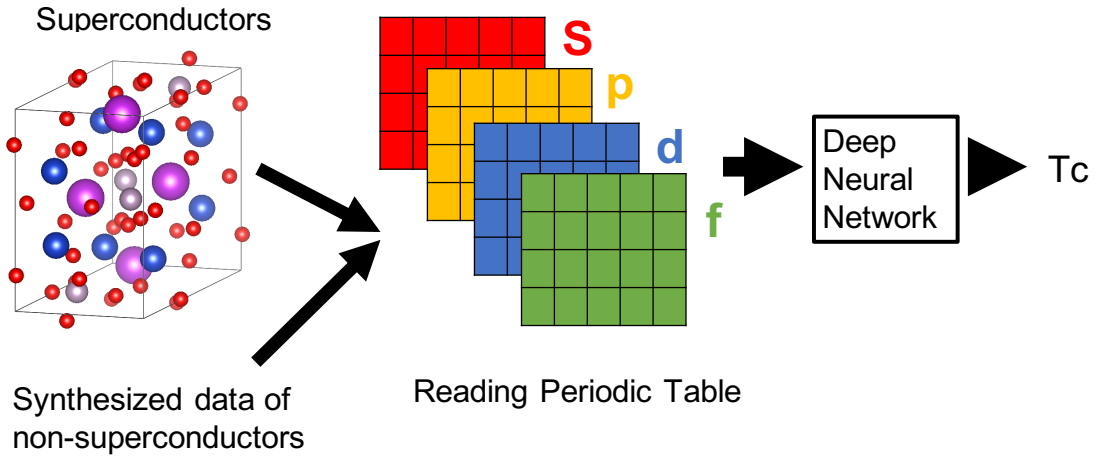 Superconductors
S
p
d
f
Deep
Neural
Network
Tc
Reading Periodic Table
Synthesized data of
non-superconductors